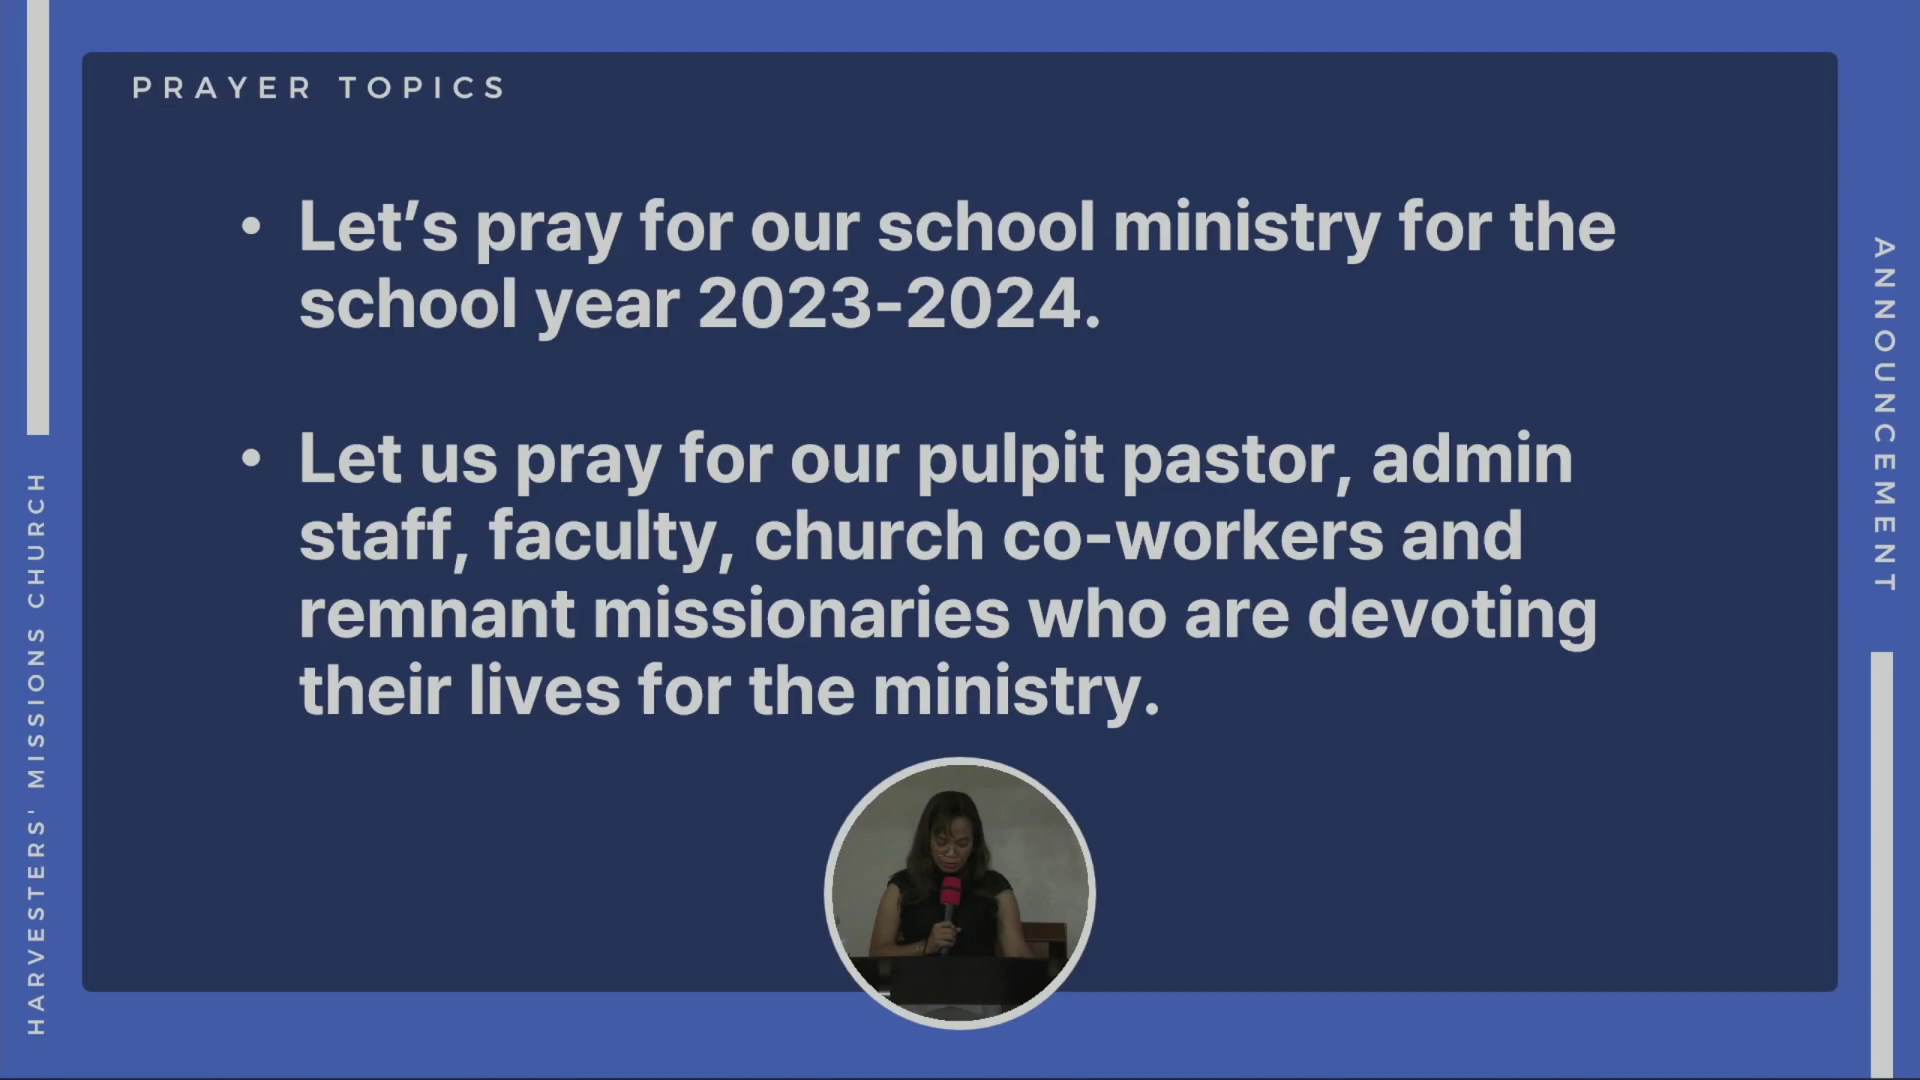 PRAYER TOPICS
• Let’s pray for our school ministry for the
school year 2023-2024.
• Let us pray for our pulpit pastor, admin
staff, faculty, church co-workers and
remnant missionaries who are devoting
their lives for the ministry.
HARVESTERS' MISSIONS CHURCH
ANNOUNCEMENT